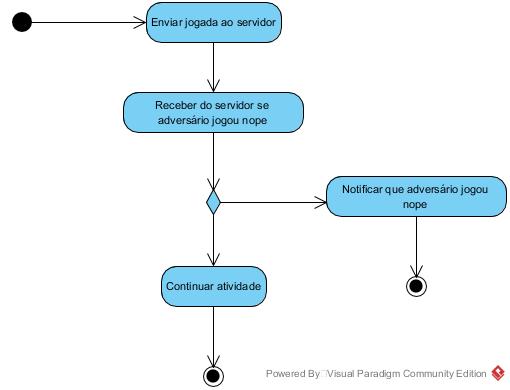 Enviar jogada ao servidor
Receber do servidor se
adversário jogou nope
Notificar que adversário jogou
nope
Continuar atividade
Powered By Visual Paradigm Community Edition